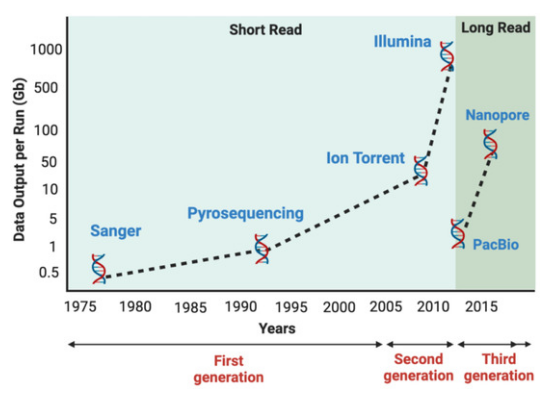 Short Read
Long Read
Illumina
Nanopore
Ion Torrent
Pyrosequencing
Sanger
PacBio
Data Output per Run (Gb)
1000
500
100
50
10
5
1
0.5
1975 1980 1985 1990 1995 2000 2005 2010 2015
Years
First
generation
Second
generation
Third
generation